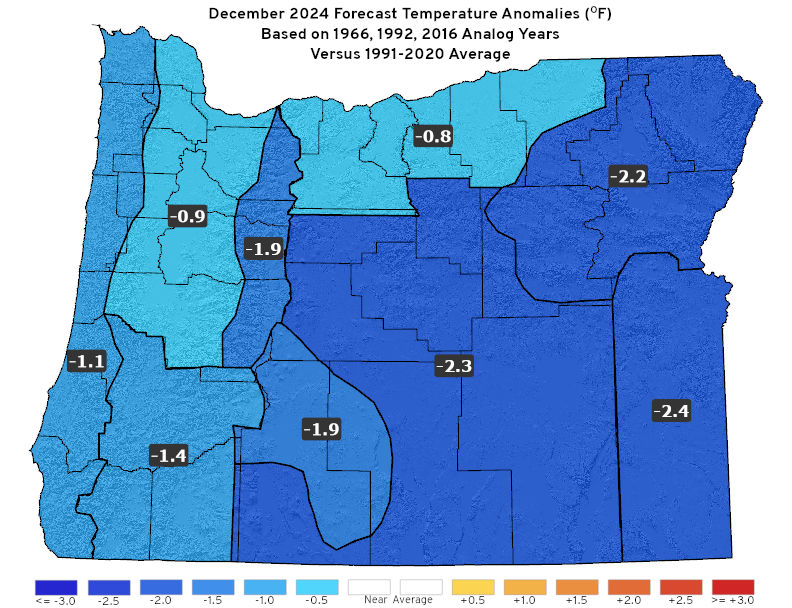 December 2024 Forecast Temperature Anomalies (°F)
Based on 1966, 1992, 2016 Analog Years
Versus 1991-2020 Average
-0.8
-2.2
-0.9
-1.9
-1.1
-2.3
-2.4
-1.9
-1.4
<= -3.0 -2.5 -2.0 -1.5 -1.0 -0.5 Near Average +0.5 +1.0 +1.5 +2.0 +2.5 >= +3.0